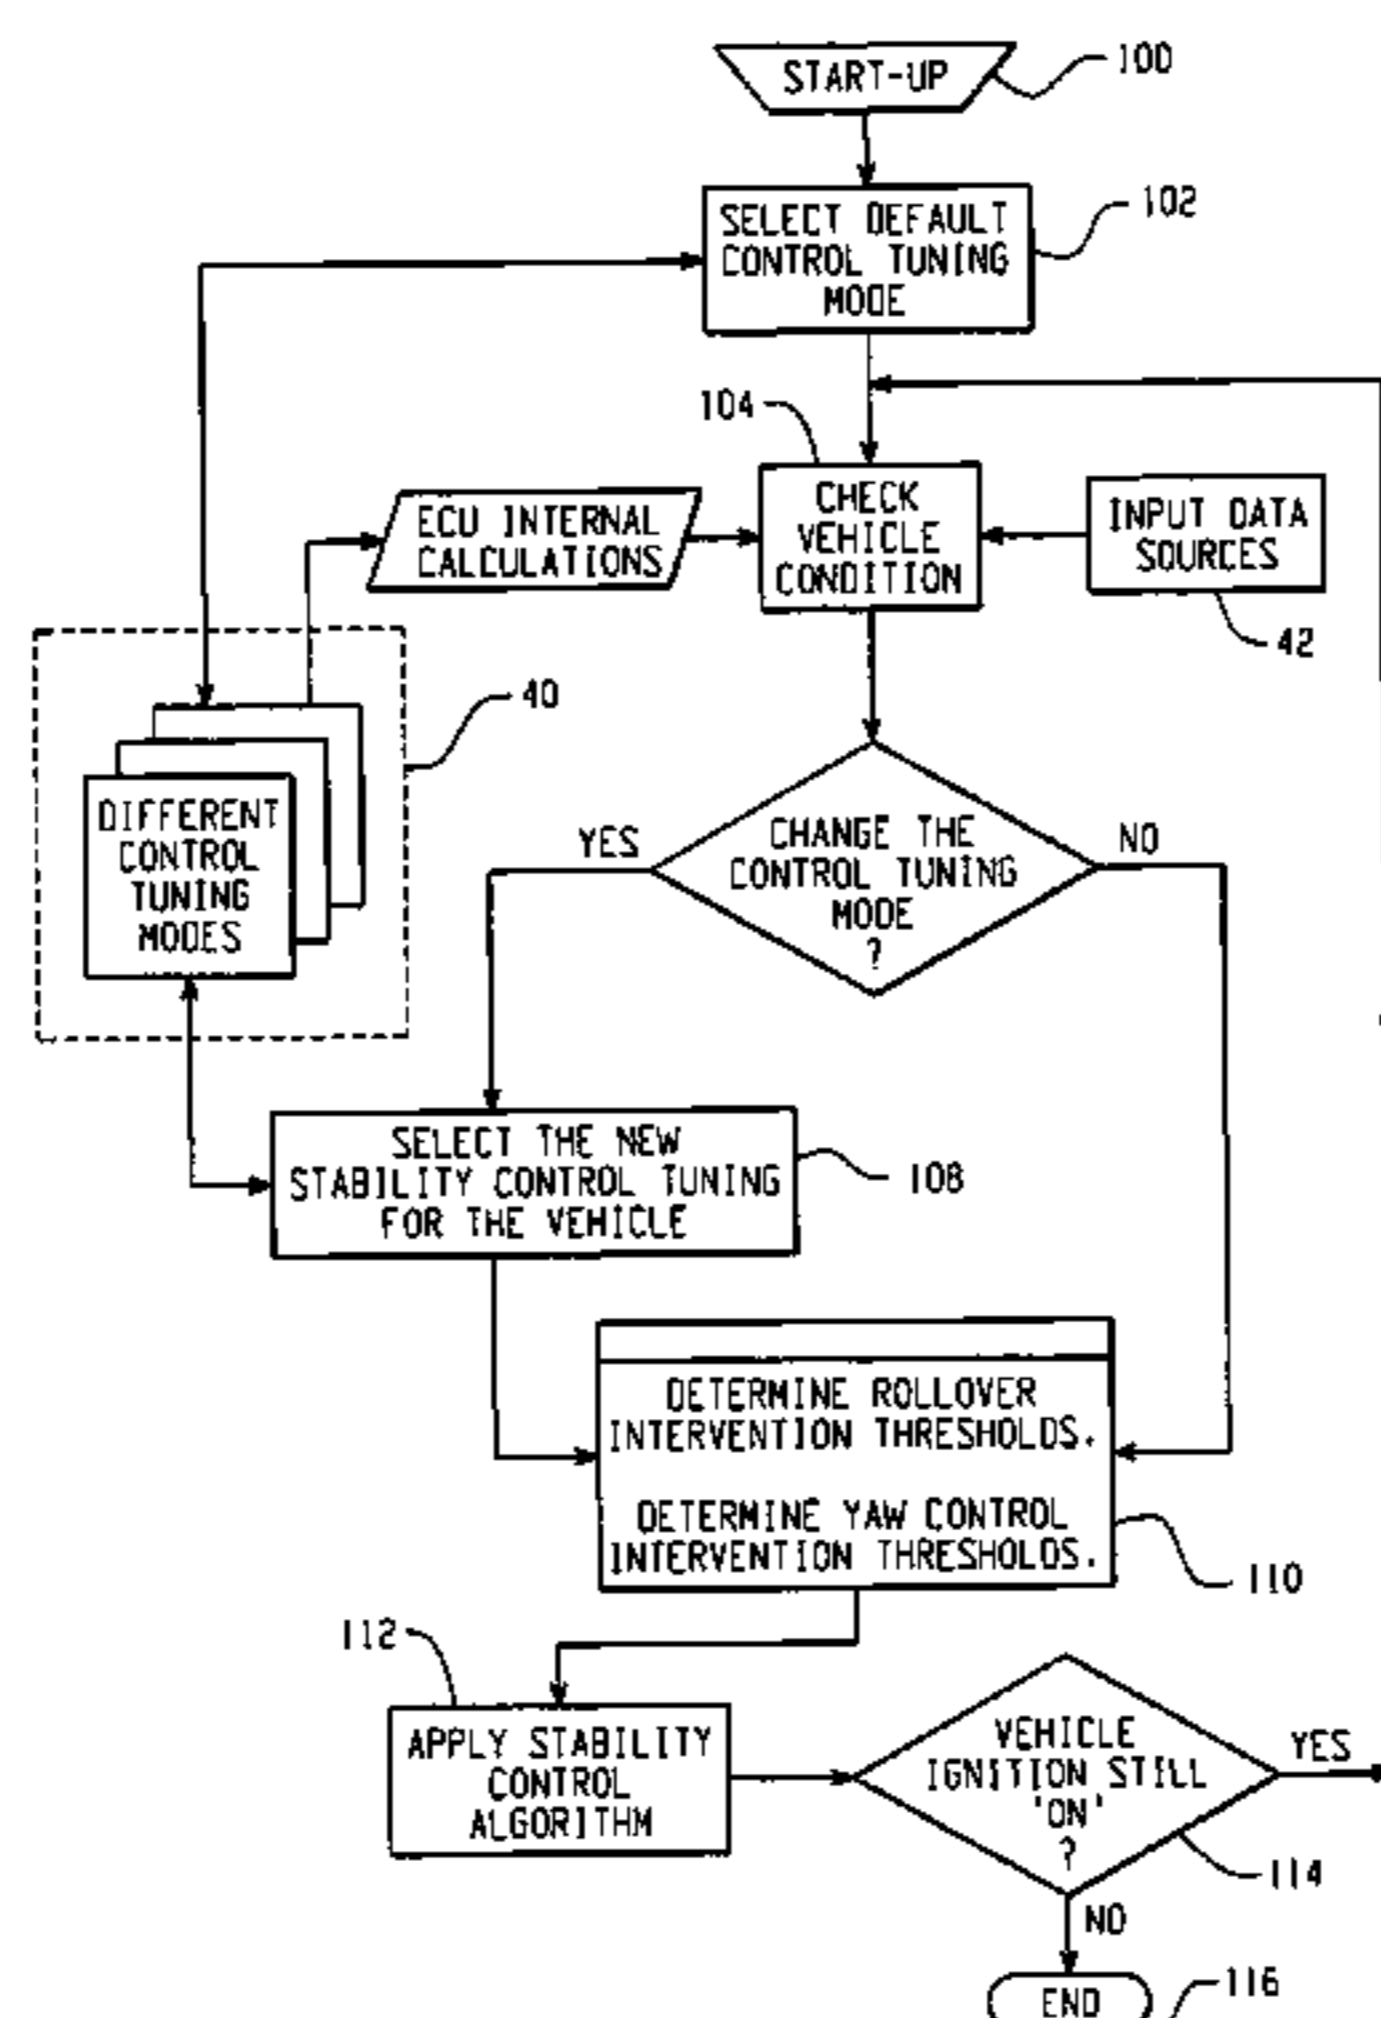 START-UP
100
SELECT DEFAULT
CONTROL TUNING
MODE
102
104
CHECK
VEHICLE
CONDITION
ECU INTERNAL
CALCULATIONS
INPUT DATA
SOURCES
42
40
DIFFERENT
CONTROL
TUNING
MODES
CHANGE THE
CONTROL TUNING
MODE
?
YES
NO
SELECT THE NEW
STABILITY CONTROL TUNING
FOR THE VEHICLE
108
DETERMINE ROLLOVER
INTERVENTION THRESHOLDS.
DETERMINE YAW CONTROL
INTERVENTION THRESHOLDS.
110
112
APPLY STABILITY
CONTROL
ALGORITHM
VEHICLE
IGNITION STILL
'ON'
?
YES
114
NO
END
116